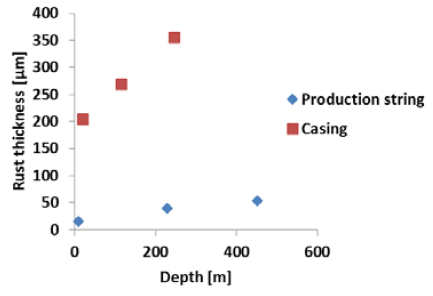 400
350
300
250
200
150
100
50
0
Rust thickness [µm]
0 200 400 600
Depth [m]
Production string
Casing